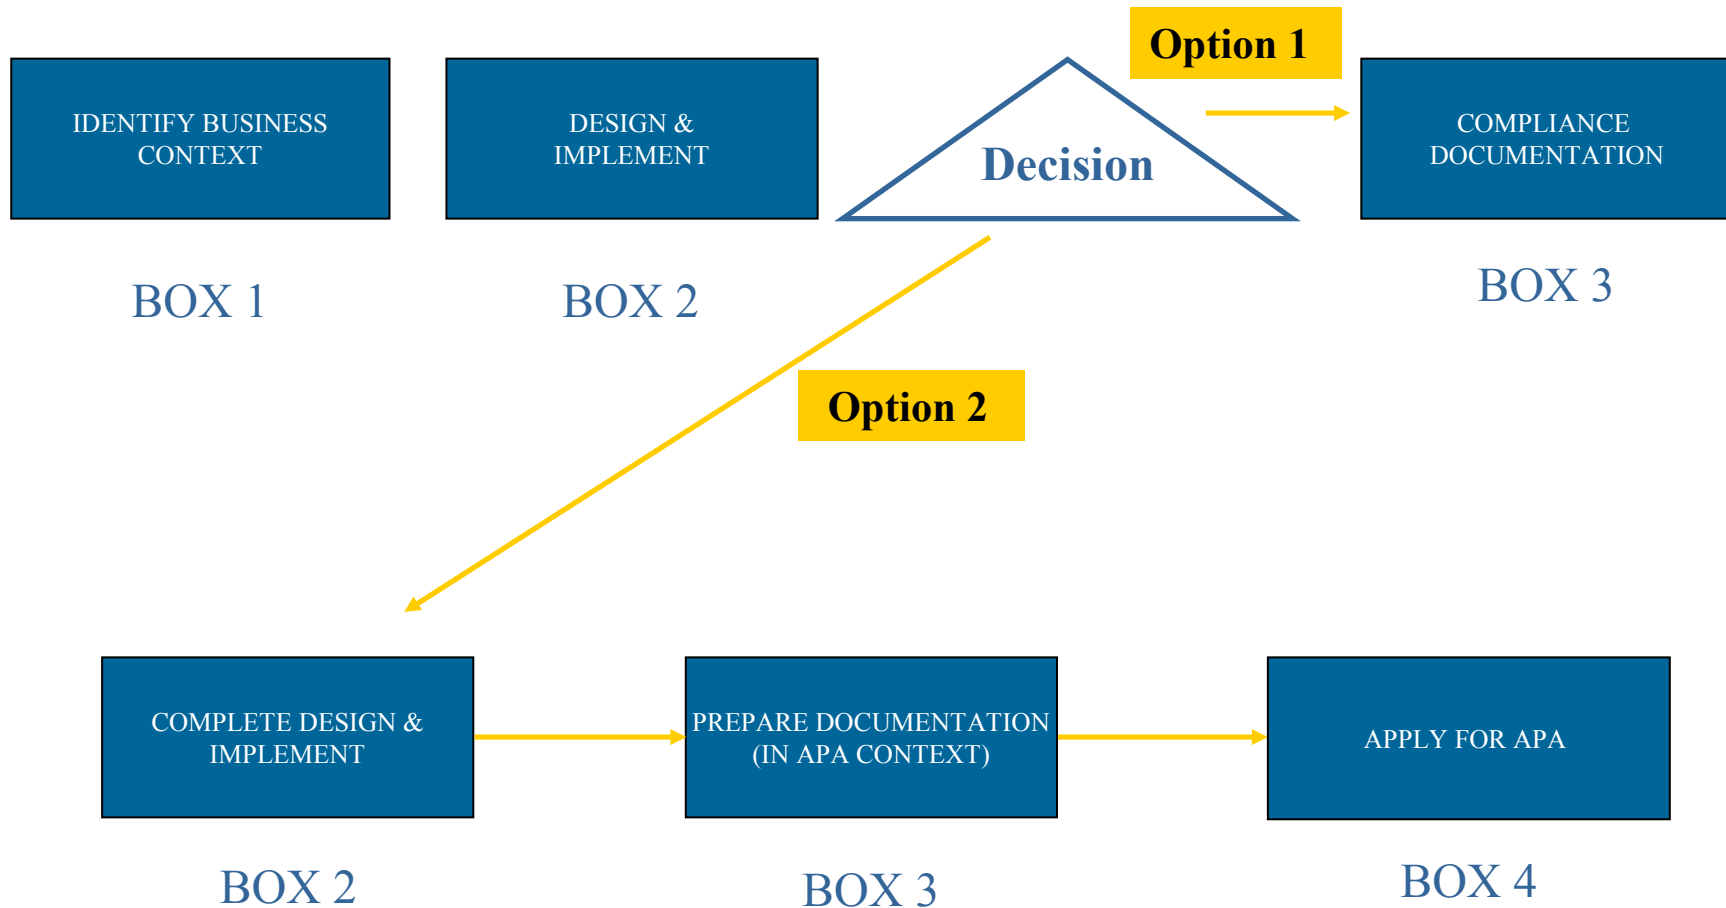 Option 1
IDENTIFY BUSINESS
CONTEXT
DESIGN &
IMPLEMENT
Decision
COMPLIANCE
DOCUMENTATION
BOX 1
BOX 2
BOX 3
Option 2
COMPLETE DESIGN &
IMPLEMENT
PREPARE DOCUMENTATION
(IN APA CONTEXT)
APPLY FOR APA
BOX 2
BOX 3
BOX 4